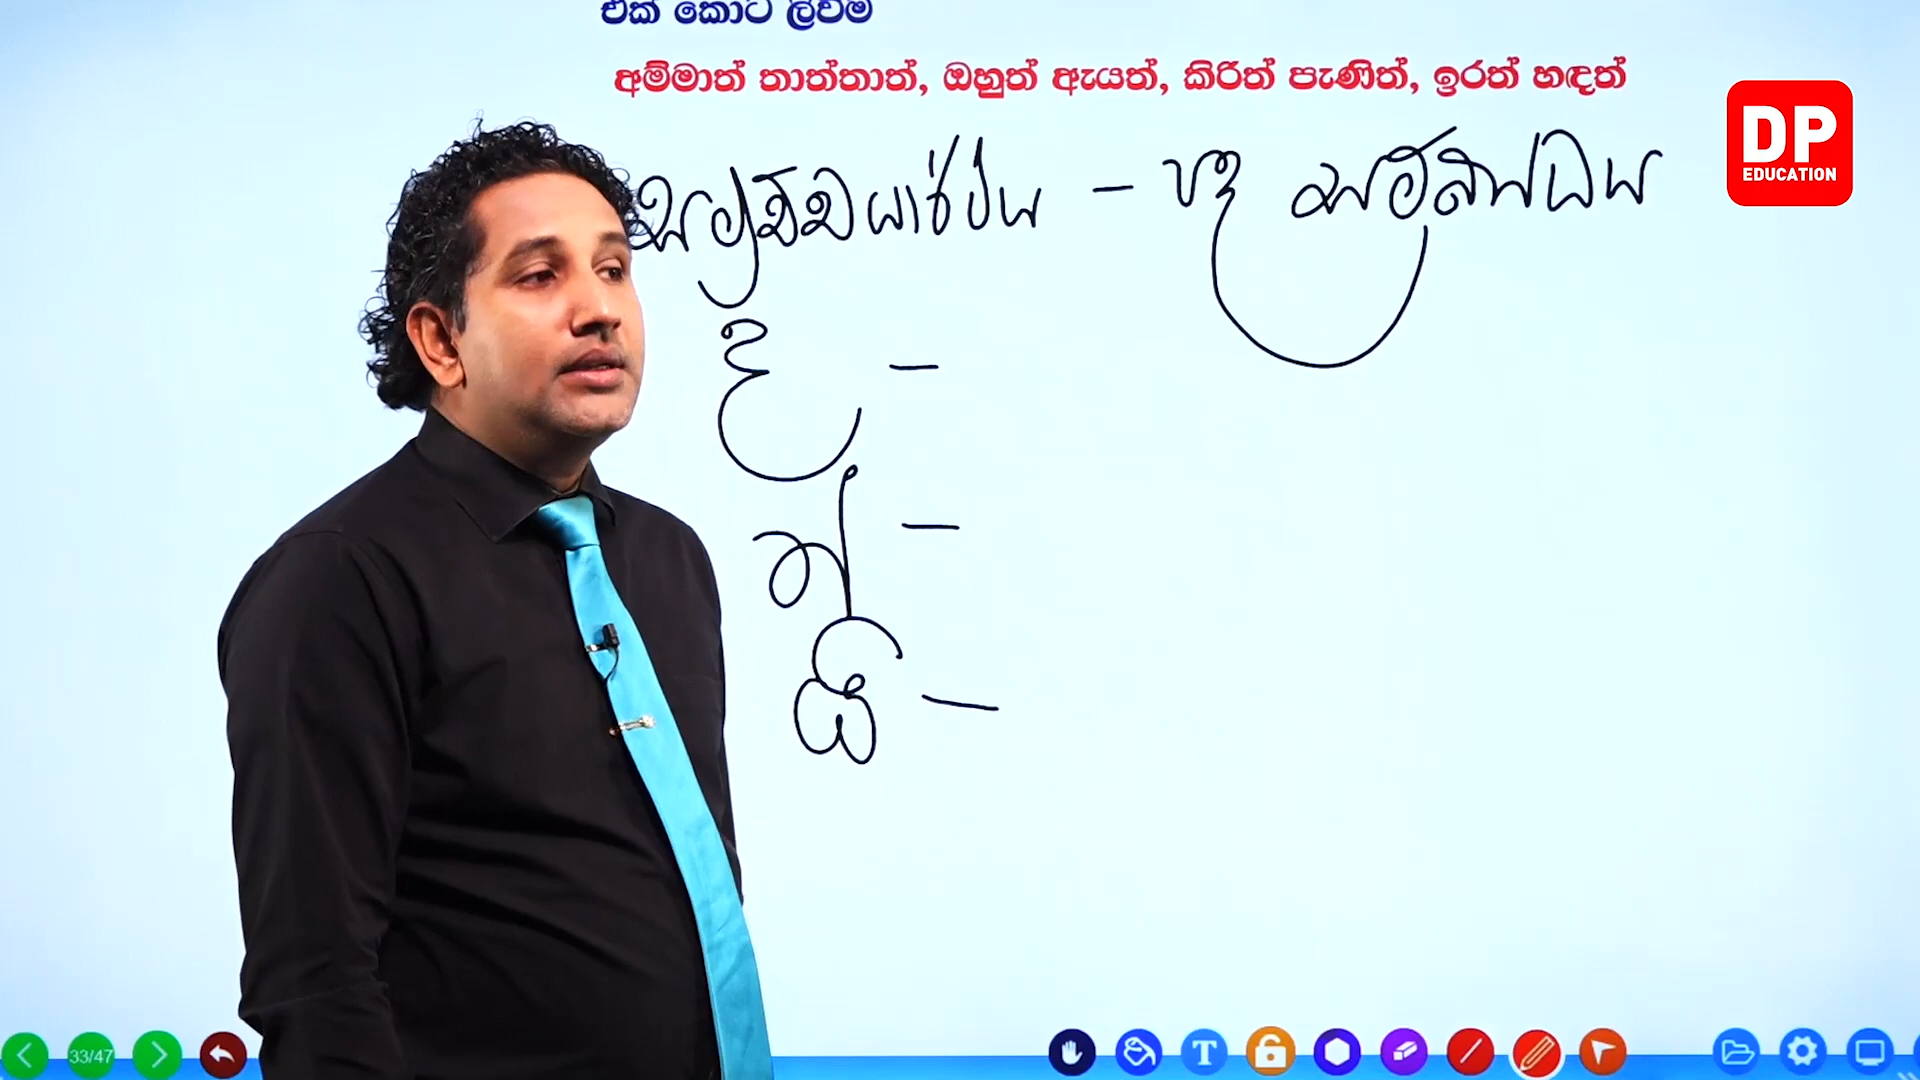 එක් කොට ලිවීම
අම්මාත් තාත්තාත්, ඔහුත් ඇයත්, කිරිත් පැණිත්, ඉරත් හඳත්
සමුච්චයාර්ථය - පද සම්බන්ධය
ද -
ත් -
යි -
DP
EDUCATION
33/47
T